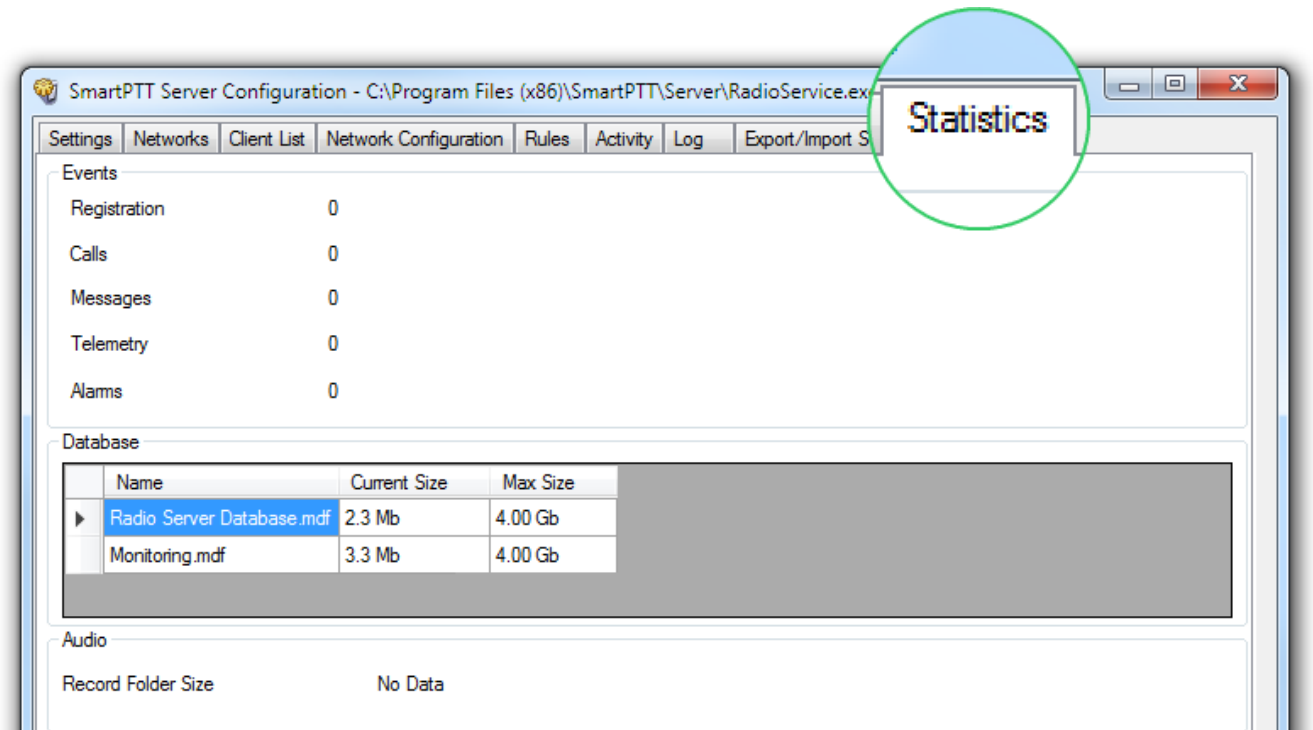 SmartPTT Server Configuration - C:\Program Files (x86)\SmartPTT\Server\RadioService.exe
Settings Networks Client List Network Configuration Rules Activity Log Export/Import S Statistics
Events
Registration 0
Calls 0
Messages 0
Telemetry 0
Alarms 0
Database
Name Current Size Max Size
Radio Server Database.mdf 2.3 Mb 4.00 Gb
Monitoring.mdf 3.3 Mb 4.00 Gb
Audio
Record Folder Size No Data